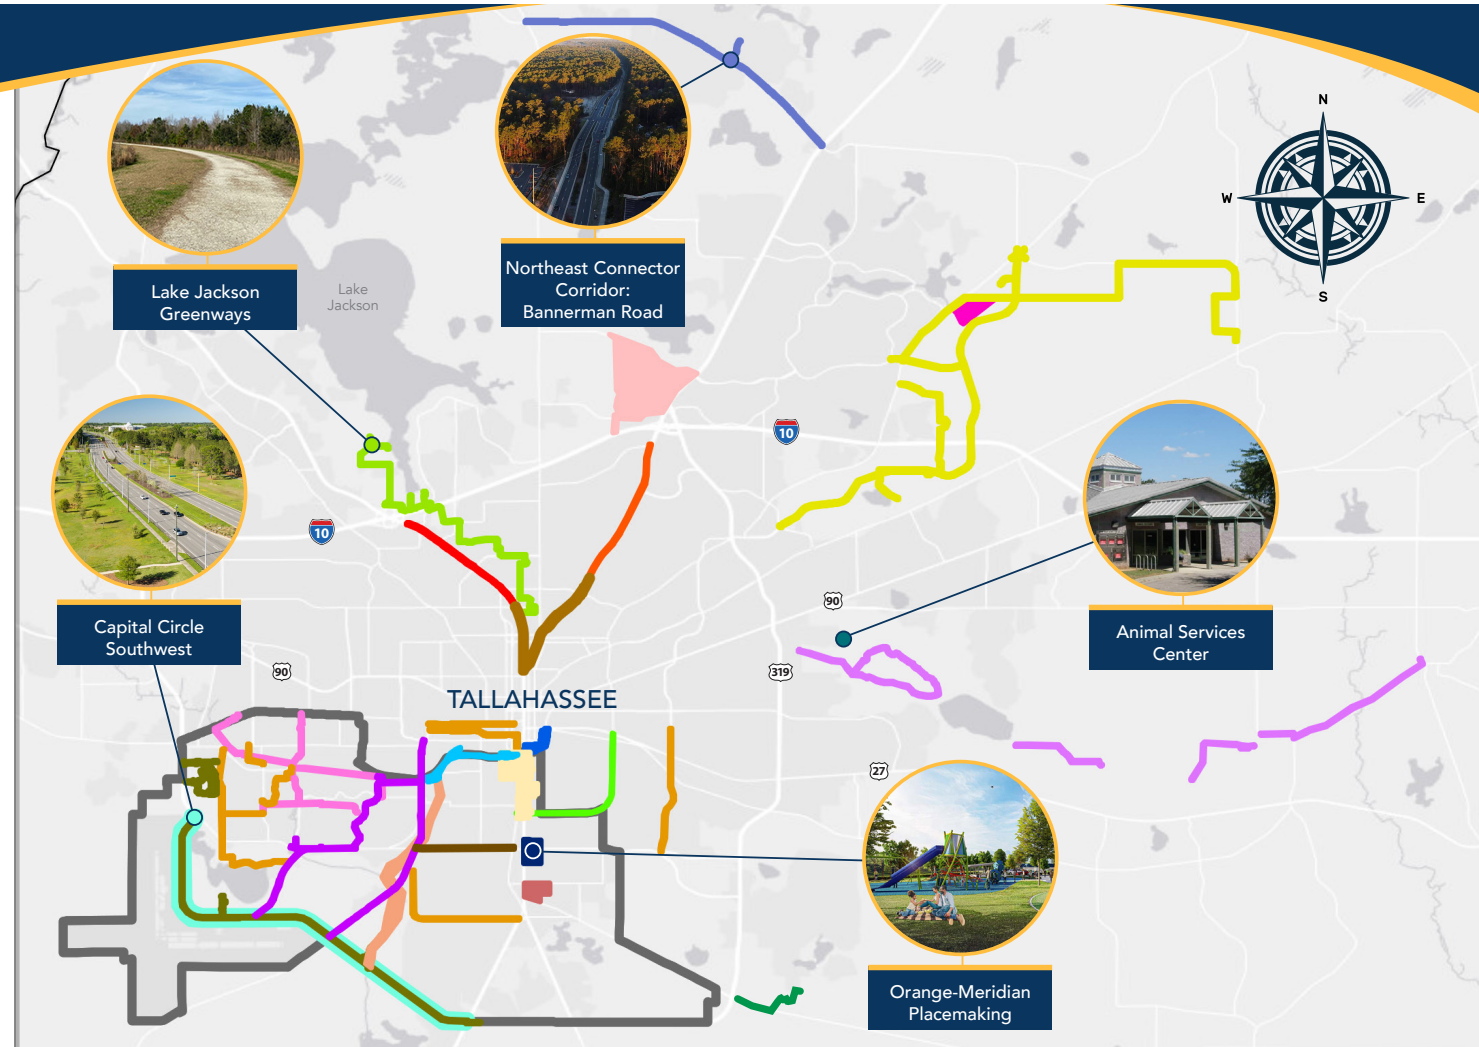 N
W
E
S
Lake Jackson
Greenways
Northeast Connector
Corridor:
Bannerman Road
Lake
Jackson
10
10
Capital Circle
Southwest
90
Animal Services
Center
90
319
TALLAHASSEE
27
Orange-Meridian
Placemaking